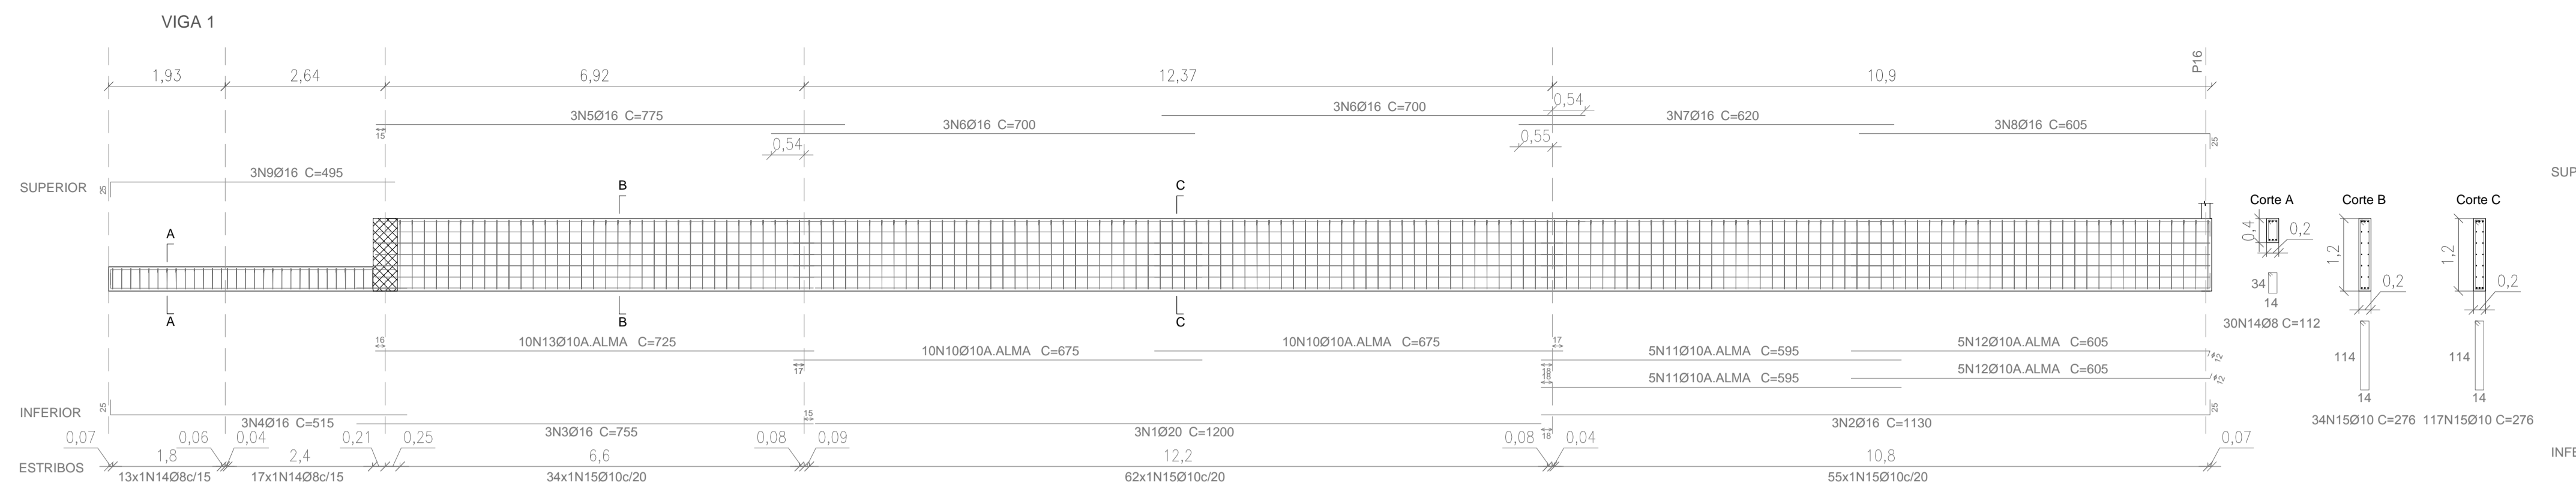 VIGA 1
P16
1,93 2,64 6,92 12,37 10,9
3N6Ø16 C=700 0,54
3N5Ø16 C=775 3N7Ø16 C=620
15 3N6Ø16 C=700 3N8Ø16 C=605
25
0,54 0,55
3N9Ø16 C=495
SUPERIOR 25 B C
SUP
Corte A Corte B Corte C
A
0,4 0,2 1,2 1,2
34 0,2 0,2
14
A B C
30N14Ø8 C=112
16 10N13Ø10A.ALMA C=725 10N10Ø10A.ALMA C=675 17 5N12Ø10A.ALMA C=605
17 10N10Ø10A.ALMA C=675 18 5N11Ø10A.ALMA C=595 12
114 114
18 5N11Ø10A.ALMA C=595 5N12Ø10A.ALMA C=605 12
14 14
INFERIOR 25 15 25
3N4Ø16 C=515 3N3Ø16 C=755 3N1Ø20 C=1200 18 3N2Ø16 C=1130
34N15Ø10 C=276 117N15Ø10 C=276
0,07 0,06 0,04 0,21 0,25 0,08 0,09 0,08 0,04 0,07
INFE
ESTRIBOS 1,8 2,4 6,6 12,2 10,8
13x1N14Ø8c/15 17x1N14Ø8c/15 34x1N15Ø10c/20 62x1N15Ø10c/20 55x1N15Ø10c/20